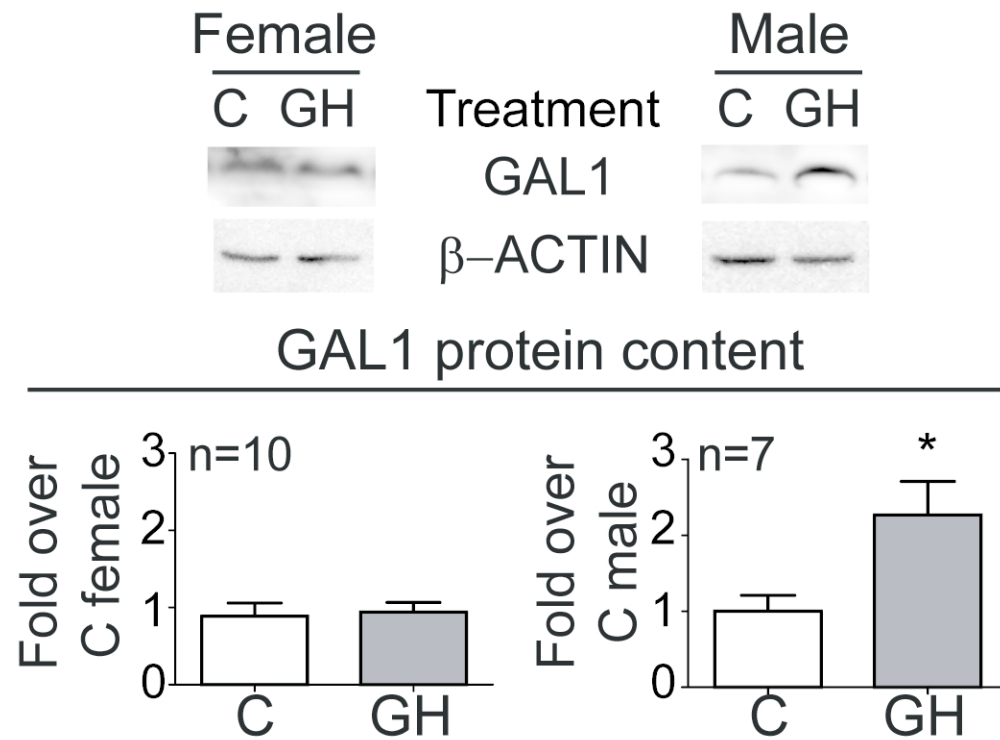 Female
Male
C GH
Treatment
C GH
GAL1
β–ACTIN
GAL1 protein content
Fold over
C female
3
2
1
0
n=10
C
GH
Fold over
C male
3
2
1
0
n=7
*
C
GH